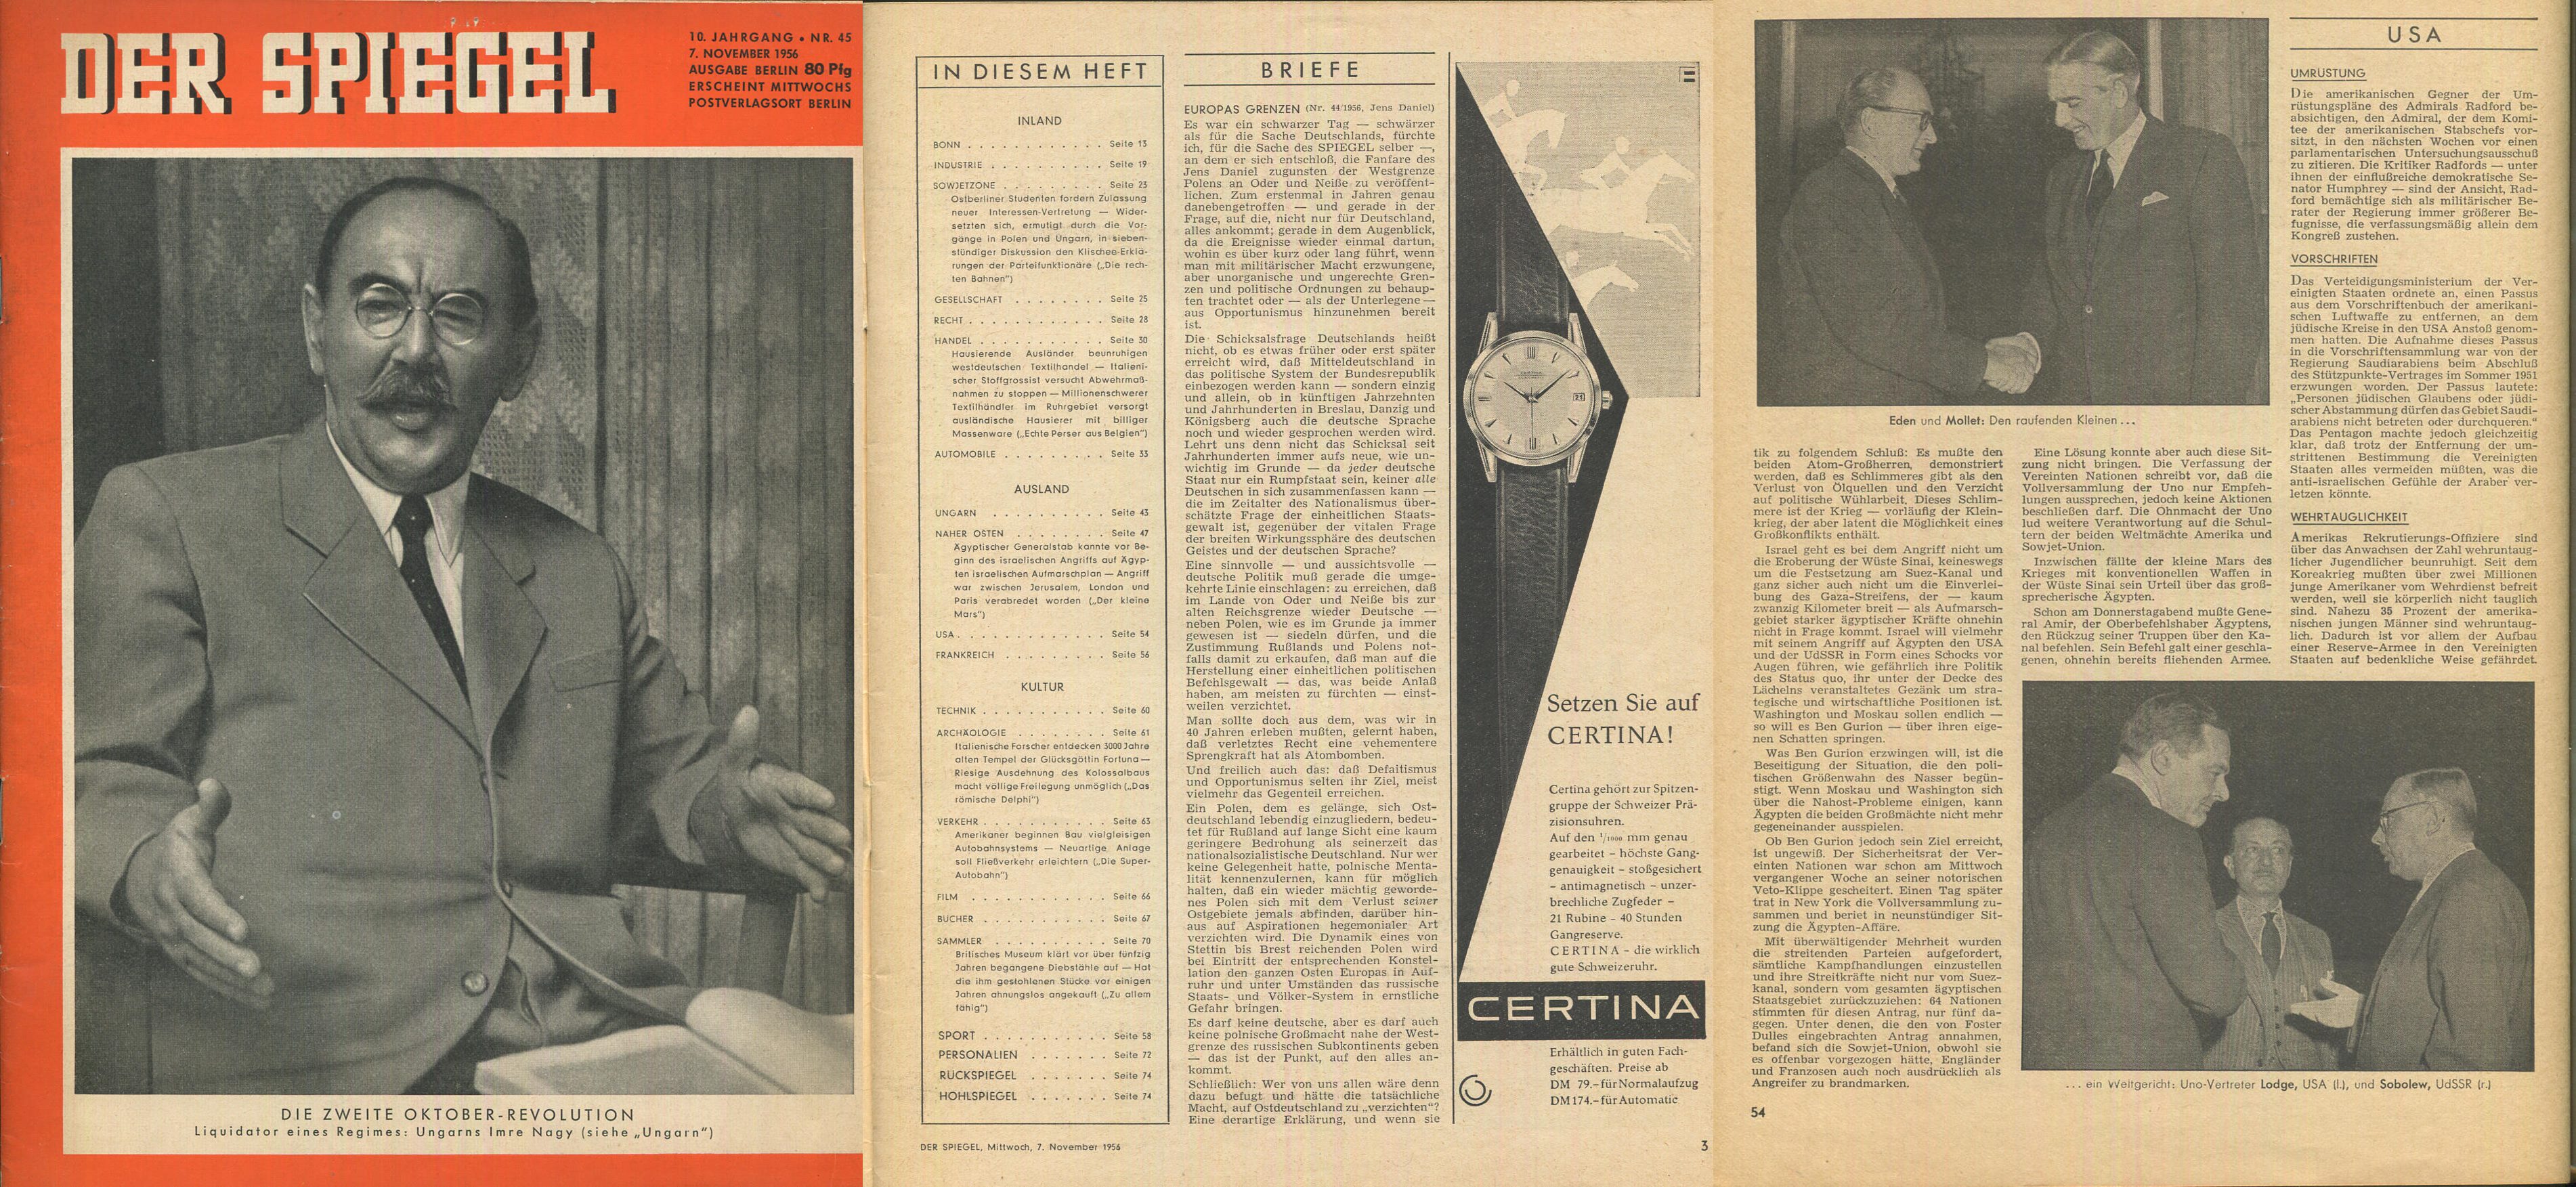 DER SPIEGEL
10. JAHRGANG • NR. 45
7. NOVEMBER 1956
AUSGABE BERLIN 80 Pfg
ERSCHEINT MITTWOCHS
POSTVERLAGSORT BERLIN
DIE ZWEITE OKTOBER-REVOLUTION
Liquidator eines Regimes: Ungarns Imre Nagy (siehe „Ungarn")
IN DIESEM HEFT
INLAND
BONN . . . . . . . . . . . . Seite 13
INDUSTRIE . . . . . . . . . . Seite 19
SOWJETZONE . . . . . . . . . Seite 23
Ostberliner Studenten fordern Zulassung
neuer Interessen-Vertretung — Wider-
setzten sich, ermutigt durch die Vor-
gänge in Polen und Ungarn, in sieben-
stündiger Diskussion den Klischee-Erklä-
rungen der Parteifunktionäre („Die rech-
ten Bahnen")
GESELLSCHAFT . . . . . . . . Seite 25
RECHT . . . . . . . . . . . . Seite 28
HANDEL . . . . . . . . . . . Seite 30
Hausierende Ausländer beunruhigen
westdeutschen Textilhandel — Italieni-
scher Stoffgrossist versucht Abwehrmaß-
nahmen zu stoppen — Millionenschwerer
Textilhändler im Ruhrgebiet versorgt
ausländische Hausierer mit billiger
Massenware („Echte Perser aus Belgien")
AUTOMOBILE . . . . . . . . . Seite 33
AUSLAND
UNGARN . . . . . . . . . . Seite 43
NAHER OSTEN . . . . . . . . Seite 47
Ägyptischer Generalstab kannte vor Be-
ginn des israelischen Angriffs auf Ägyp-
ten israelischen Aufmarschplan — Angriff
war zwischen Jerusalem, London und
Paris verabredet worden („Der kleine
Mars")
USA . . . . . . . . . . . . . Seite 54
FRANKREICH . . . . . . . . . Seite 56
KULTUR
TECHNIK . . . . . . . . . . . Seite 60
ARCHÄOLOGIE . . . . . . . . Seite 61
Italienische Forscher entdecken 3000 Jahre
alten Tempel der Glücksgöttin Fortuna —
Riesige Ausdehnung des Kolossalbaus
macht völlige Freilegung unmöglich („Das
römische Delphi")
VERKEHR . . . . . . . . . . . Seite 63
Amerikaner beginnen Bau vielgleisigen
Autobahnsystems — Neuartige Anlage
soll Fließverkehr erleichtern („Die Super-
Autobahn")
FILM . . . . . . . . . . . . Seite 66
BÜCHER . . . . . . . . . . . Seite 67
SAMMLER . . . . . . . . . . Seite 70
Britisches Museum klärt vor über fünfzig
Jahren begangene Diebstähle auf — Hat
die ihm gestohlenen Stücke vor einigen
Jahren ahnungslos angekauft („Zu allem
fähig")
SPORT . . . . . . . . . . . . Seite 58
PERSONALIEN . . . . . . . Seite 72
RÜCKSPIEGEL . . . . . . . Seite 74
HOHLSPIEGEL . . . . . . . Seite 74
DER SPIEGEL, Mittwoch, 7. November 1956
BRIEFE
EUROPAS GRENZEN (Nr. 44/1956, Jens Daniel)
Es war ein schwarzer Tag — schwärzer
als für die Sache Deutschlands, fürchte
ich, für die Sache des SPIEGEL selber —,
an dem er sich entschloß, die Fanfare des
Jens Daniel zugunsten der Westgrenze
Polens an Oder und Neiße zu veröffent-
lichen. Zum erstenmal in Jahren genau
danebengetroffen — und gerade in der
Frage, auf die, nicht nur für Deutschland,
alles ankommt; gerade in dem Augenblick,
da die Ereignisse wieder einmal dartun,
wohin es über kurz oder lang führt, wenn
man mit militärischer Macht erzwungene,
aber unorganische und ungerechte Gren-
zen und politische Ordnungen zu behaup-
ten trachtet oder — als der Unterlegene —
aus Opportunismus hinzunehmen bereit
ist.
Die Schicksalsfrage Deutschlands heißt
nicht, ob es etwas früher oder erst später
erreicht wird, daß Mitteldeutschland in
das politische System der Bundesrepublik
einbezogen werden kann — sondern einzig
und allein, ob in künftigen Jahrzehnten
und Jahrhunderten in Breslau, Danzig und
Königsberg auch die deutsche Sprache
noch und wieder gesprochen werden wird.
Lehrt uns denn nicht das Schicksal seit
Jahrhunderten immer aufs neue, wie un-
wichtig im Grunde — da jeder deutsche
Staat nur ein Rumpfstaat sein, keiner alle
Deutschen in sich zusammenfassen kann —
die im Zeitalter des Nationalismus über-
schätzte Frage der einheitlichen Staats-
gewalt ist, gegenüber der vitalen Frage
der breiten Wirkungssphäre des deutschen
Geistes und der deutschen Sprache?
Eine sinnvolle — und aussichtsvolle —
deutsche Politik muß gerade die umge-
kehrte Linie einschlagen: zu erreichen, daß
im Lande von Oder und Neiße bis zur
alten Reichsgrenze wieder Deutsche —
neben Polen, wie es im Grunde ja immer
gewesen ist — siedeln dürfen, und die
Zustimmung Rußlands und Polens not-
falls damit zu erkaufen, daß man auf die
Herstellung einer einheitlichen politischen
Befehlsgewalt — das, was beide Anlaß
haben, am meisten zu fürchten — einst-
weilen verzichtet.
Man sollte doch aus dem, was wir in
40 Jahren erleben mußten, gelernt haben,
daß verletztes Recht eine vehementere
Sprengkraft hat als Atombomben.
Und freilich auch das: daß Defaitismus
und Opportunismus selten ihr Ziel, meist
vielmehr das Gegenteil erreichen.
Ein Polen, dem es gelänge, sich Ost-
deutschland lebendig einzugliedern, bedeu-
tet für Rußland auf lange Sicht eine kaum
geringere Bedrohung als seinerzeit das
nationalsozialistische Deutschland. Nur wer
keine Gelegenheit hatte, polnische Menta-
lität kennenzulernen, kann für möglich
halten, daß ein wieder mächtig geworde-
nes Polen sich mit dem Verlust seiner
Ostgebiete jemals abfinden, darüber hin-
aus auf Aspirationen hegemonialer Art
verzichten wird. Die Dynamik eines von
Stettin bis Brest reichenden Polen wird
bei Eintritt der entsprechenden Konstel-
lation den ganzen Osten Europas in Auf-
ruhr und unter Umständen das russische
Staats- und Völker-System in ernstliche
Gefahr bringen.
Es darf keine deutsche, aber es darf auch
keine polnische Großmacht nahe der West-
grenze des russischen Subkontinents geben
— das ist der Punkt, auf den alles an-
kommt.
Schließlich: Wer von uns allen wäre denn
dazu befugt und hätte die tatsächliche
Macht, auf Ostdeutschland zu „verzichten"?
Eine derartige Erklärung, und wenn sie
Setzen Sie auf
CERTINA!
Certina gehört zur Spitzen-
gruppe der Schweizer Prä-
zisionsuhren.
Auf den 1/1000 mm genau
gearbeitet – höchste Gang-
genauigkeit – stoßgesichert
– antimagnetisch – unzer-
brechliche Zugfeder –
21 Rubine – 40 Stunden
Gangreserve.
CERTINA – die wirklich
gute Schweizeruhr.
CERTINA
Erhältlich in guten Fach-
geschäften. Preise ab
DM 79.– für Normalaufzug
DM 174.– für Automatic
3
Eden und Mollet: Den raufenden Kleinen ...
tik zu folgendem Schluß: Es mußte den
beiden Atom-Großherren, demonstriert
werden, daß es Schlimmeres gibt als den
Verlust von Ölquellen und den Verzicht
auf politische Wühlarbeit. Dieses Schlim-
mere ist der Krieg — vorläufig der Klein-
krieg, der aber latent die Möglichkeit eines
Großkonflikts enthält.
Israel geht es bei dem Angriff nicht um
die Eroberung der Wüste Sinai, keineswegs
um die Festsetzung am Suez-Kanal und
ganz sicher auch nicht um die Einverlei-
bung des Gaza-Streifens, der — kaum
zwanzig Kilometer breit — als Aufmarsch-
gebiet starker ägyptischer Kräfte ohnehin
nicht in Frage kommt. Israel will vielmehr
mit seinem Angriff auf Ägypten den USA
und der UdSSR in Form eines Schocks vor
Augen führen, wie gefährlich ihre Politik
des Status quo, ihr unter der Decke des
Lächelns veranstaltetes Gezänk um stra-
tegische und wirtschaftliche Positionen ist.
Washington und Moskau sollen endlich —
so will es Ben Gurion — über ihren eige-
nen Schatten springen.
Was Ben Gurion erzwingen will, ist die
Beseitigung der Situation, die den poli-
tischen Größenwahn des Nasser begün-
stigt. Wenn Moskau und Washington sich
über die Nahost-Probleme einigen, kann
Ägypten die beiden Großmächte nicht mehr
gegeneinander ausspielen.
Ob Ben Gurion jedoch sein Ziel erreicht,
ist ungewiß. Der Sicherheitsrat der Ver-
einten Nationen war schon am Mittwoch
vergangener Woche an seiner notorischen
Veto-Klippe gescheitert. Einen Tag später
trat in New York die Vollversammlung zu-
sammen und beriet in neunstündiger Sit-
zung die Ägypten-Affäre.
Mit überwältigender Mehrheit wurden
die streitenden Parteien aufgefordert,
sämtliche Kampfhandlungen einzustellen
und ihre Streitkräfte nicht nur vom Suez-
kanal, sondern vom gesamten ägyptischen
Staatsgebiet zurückzuziehen: 64 Nationen
stimmten für diesen Antrag, nur fünf da-
gegen. Unter denen, die den von Foster
Dulles eingebrachten Antrag annahmen,
befand sich die Sowjet-Union, obwohl sie
es offenbar vorgezogen hätte, Engländer
und Franzosen auch noch ausdrücklich als
Angreifer zu brandmarken.
54
Eine Lösung konnte aber auch diese Sit-
zung nicht bringen. Die Verfassung der
Vereinten Nationen schreibt vor, daß die
Vollversammlung der Uno nur Empfeh-
lungen aussprechen, jedoch keine Aktionen
beschließen darf. Die Ohnmacht der Uno
lud weitere Verantwortung auf die Schul-
tern der beiden Weltmächte Amerika und
Sowjet-Union.
Inzwischen fällte der kleine Mars des
Krieges mit konventionellen Waffen in
der Wüste Sinai sein Urteil über das groß-
sprecherische Ägypten.
Schon am Donnerstagabend mußte Gene-
ral Amir, der Oberbefehlshaber Ägyptens,
den Rückzug seiner Truppen über den Ka-
nal befehlen. Sein Befehl galt einer geschla-
genen, ohnehin bereits fliehenden Armee.
USA
UMRÜSTUNG
Die amerikanischen Gegner der Um-
rüstungspläne des Admirals Radford be-
absichtigen, den Admiral, der dem Komi-
tee der amerikanischen Stabschefs vor-
sitzt, in den nächsten Wochen vor einen
parlamentarischen Untersuchungsausschuß
zu zitieren. Die Kritiker Radfords — unter
ihnen der einflußreiche demokratische Se-
nator Humphrey — sind der Ansicht, Rad-
ford bemächtige sich als militärischer Be-
rater der Regierung immer größerer Be-
fugnisse, die verfassungsmäßig allein dem
Kongreß zustehen.
VORSCHRIFTEN
Das Verteidigungsministerium der Ver-
einigten Staaten ordnete an, einen Passus
aus dem Vorschriftenbuch der amerikani-
schen Luftwaffe zu entfernen, an dem
jüdische Kreise in den USA Anstoß genom-
men hatten. Die Aufnahme dieses Passus
in die Vorschriftensammlung war von der
Regierung Saudiarabiens beim Abschluß
des Stützpunkte-Vertrages im Sommer 1951
erzwungen worden. Der Passus lautete:
„Personen jüdischen Glaubens oder jüdi-
scher Abstammung dürfen das Gebiet Saudi-
arabiens nicht betreten oder durchqueren."
Das Pentagon machte jedoch gleichzeitig
klar, daß trotz der Entfernung der um-
strittenen Bestimmung die Vereinigten
Staaten alles vermeiden müßten, was die
anti-israelischen Gefühle der Araber ver-
letzen könnte.
WEHRTAUGLICHKEIT
Amerikas Rekrutierungs-Offiziere sind
über das Anwachsen der Zahl wehruntaug-
licher Jugendlicher beunruhigt. Seit dem
Koreakrieg mußten über zwei Millionen
junge Amerikaner vom Wehrdienst befreit
werden, weil sie körperlich nicht tauglich
sind. Nahezu 35 Prozent der amerika-
nischen jungen Männer sind wehruntaug-
lich. Dadurch ist vor allem der Aufbau
einer Reserve-Armee in den Vereinigten
Staaten auf bedenkliche Weise gefährdet.
... ein Weltgericht: Uno-Vertreter Lodge, USA (l.), und Sobolew, UdSSR (r.)